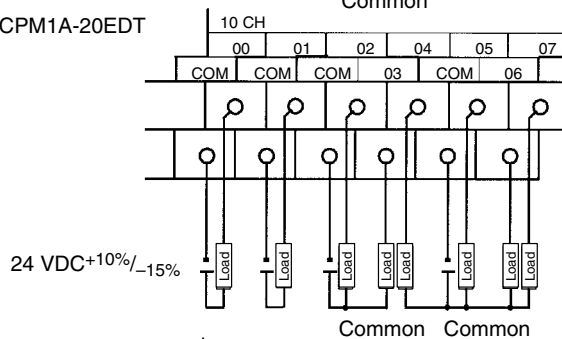 Common
CPM1A-20EDT
10 CH
00 01 02 04 05 07
COM COM COM 03 COM 06
24 VDC+10%/–15%
Load Load Load Load Load Load Load Load
Common Common